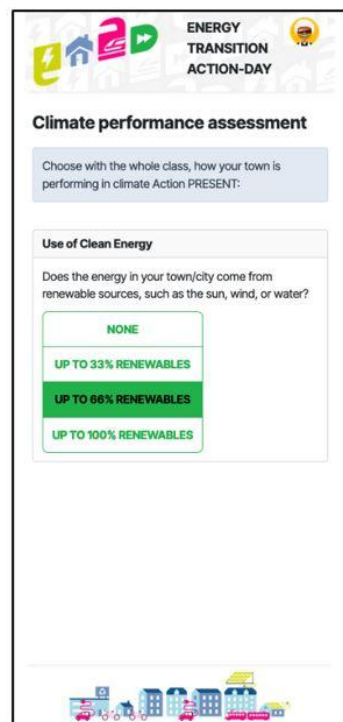 ENERGY
TRANSITION
ACTION-DAY
Climate performance assessment
Choose with the whole class, how your town is
performing in climate Action PRESENT:
Use of Clean Energy
Does the energy in your town/city come from
renewable sources, such as the sun, wind, or water?
NONE
UP TO 33% RENEWABLES
UP TO 66% RENEWABLES
UP TO 100% RENEWABLES